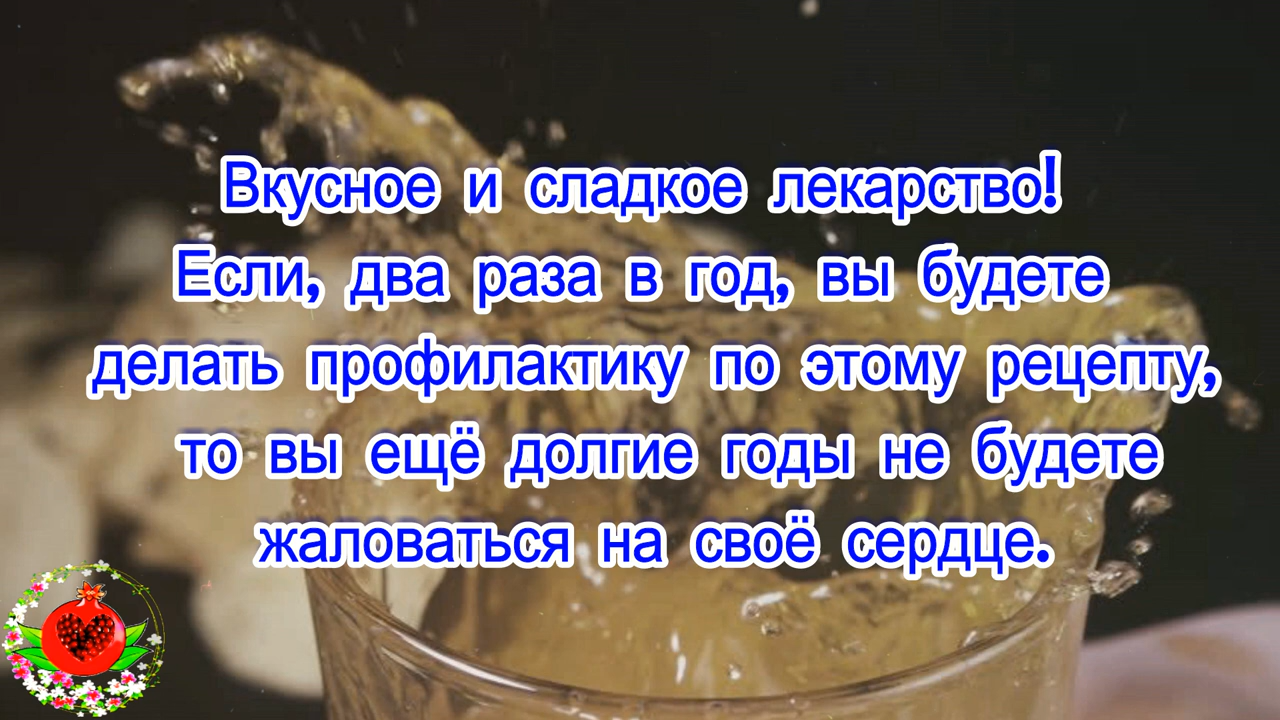 Вкусное и сладкое лекарство!
Если, два раза в год, вы будете
делать профилактику по этому рецепту,
то вы ещё долгие годы не будете
жаловаться на своё сердце.